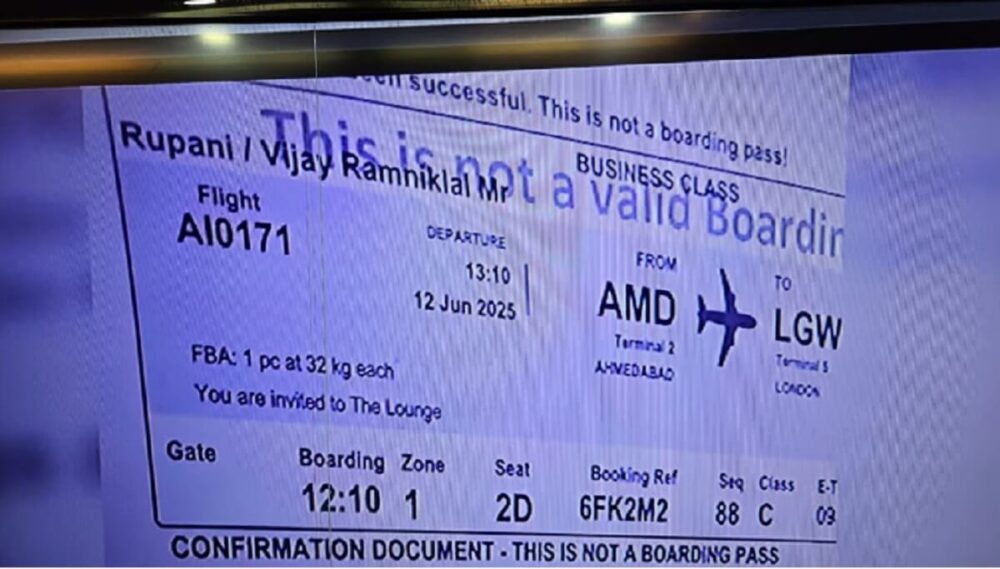 successful. This is not a boarding pass!
This is not a valid Boardin
Rupani / Vijay Ramniklal Mr
BUSINESS CLASS
Flight
AI0171
DEPARTURE
13:10
12 Jun 2025
FROM
AMD
Terminal 2
AHMEDABAD
TO
LGW
Terminal S
LONDON
FBA: 1 pc at 32 kg each
You are invited to The Lounge
Gate Boarding Zone Seat Booking Ref Seq Class E-T
12:10 1 2D 6FK2M2 88 C 09
CONFIRMATION DOCUMENT - THIS IS NOT A BOARDING PASS